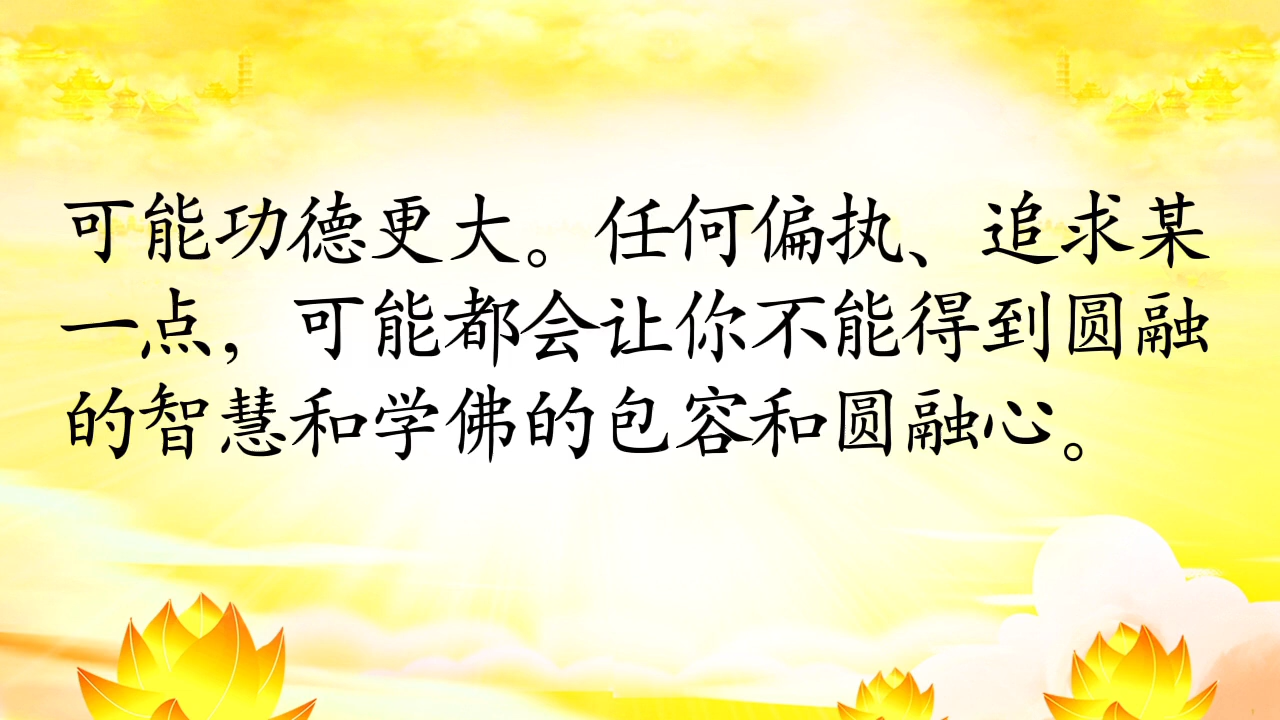 可能功德更大。任何偏执、追求某
一点，可能都会让你不能得到圆融
的智慧和学佛的包容和圆融心。